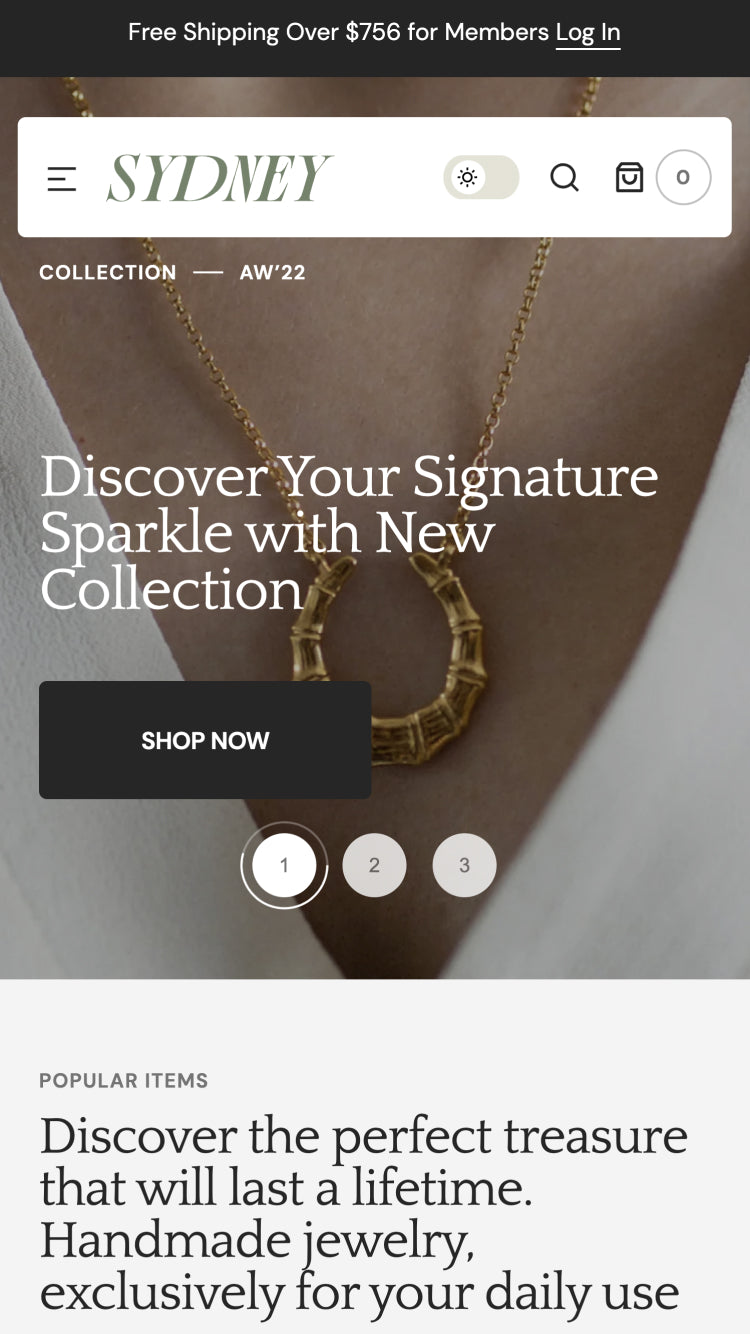 Free Shipping Over $756 for Members Log In
SYDNEY
0
COLLECTION — AW’22
Discover Your Signature
Sparkle with New
Collection
SHOP NOW
1 2 3
POPULAR ITEMS
Discover the perfect treasure
that will last a lifetime.
Handmade jewelry,
exclusively for your daily use